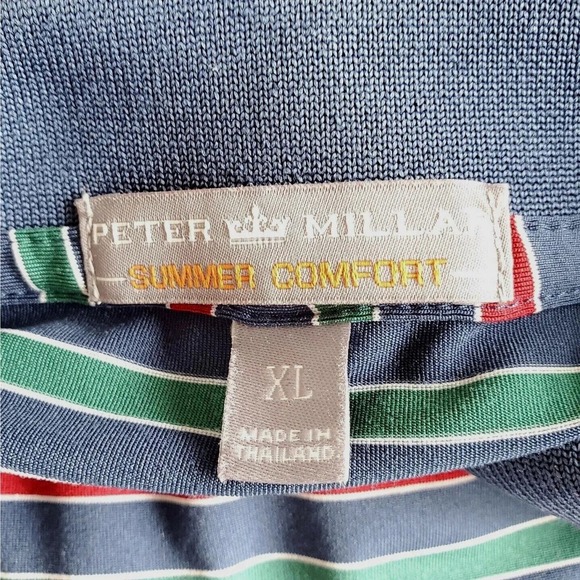 PETER MILLAR
SUMMER COMFORT
XL
MADE IN
THAILAND